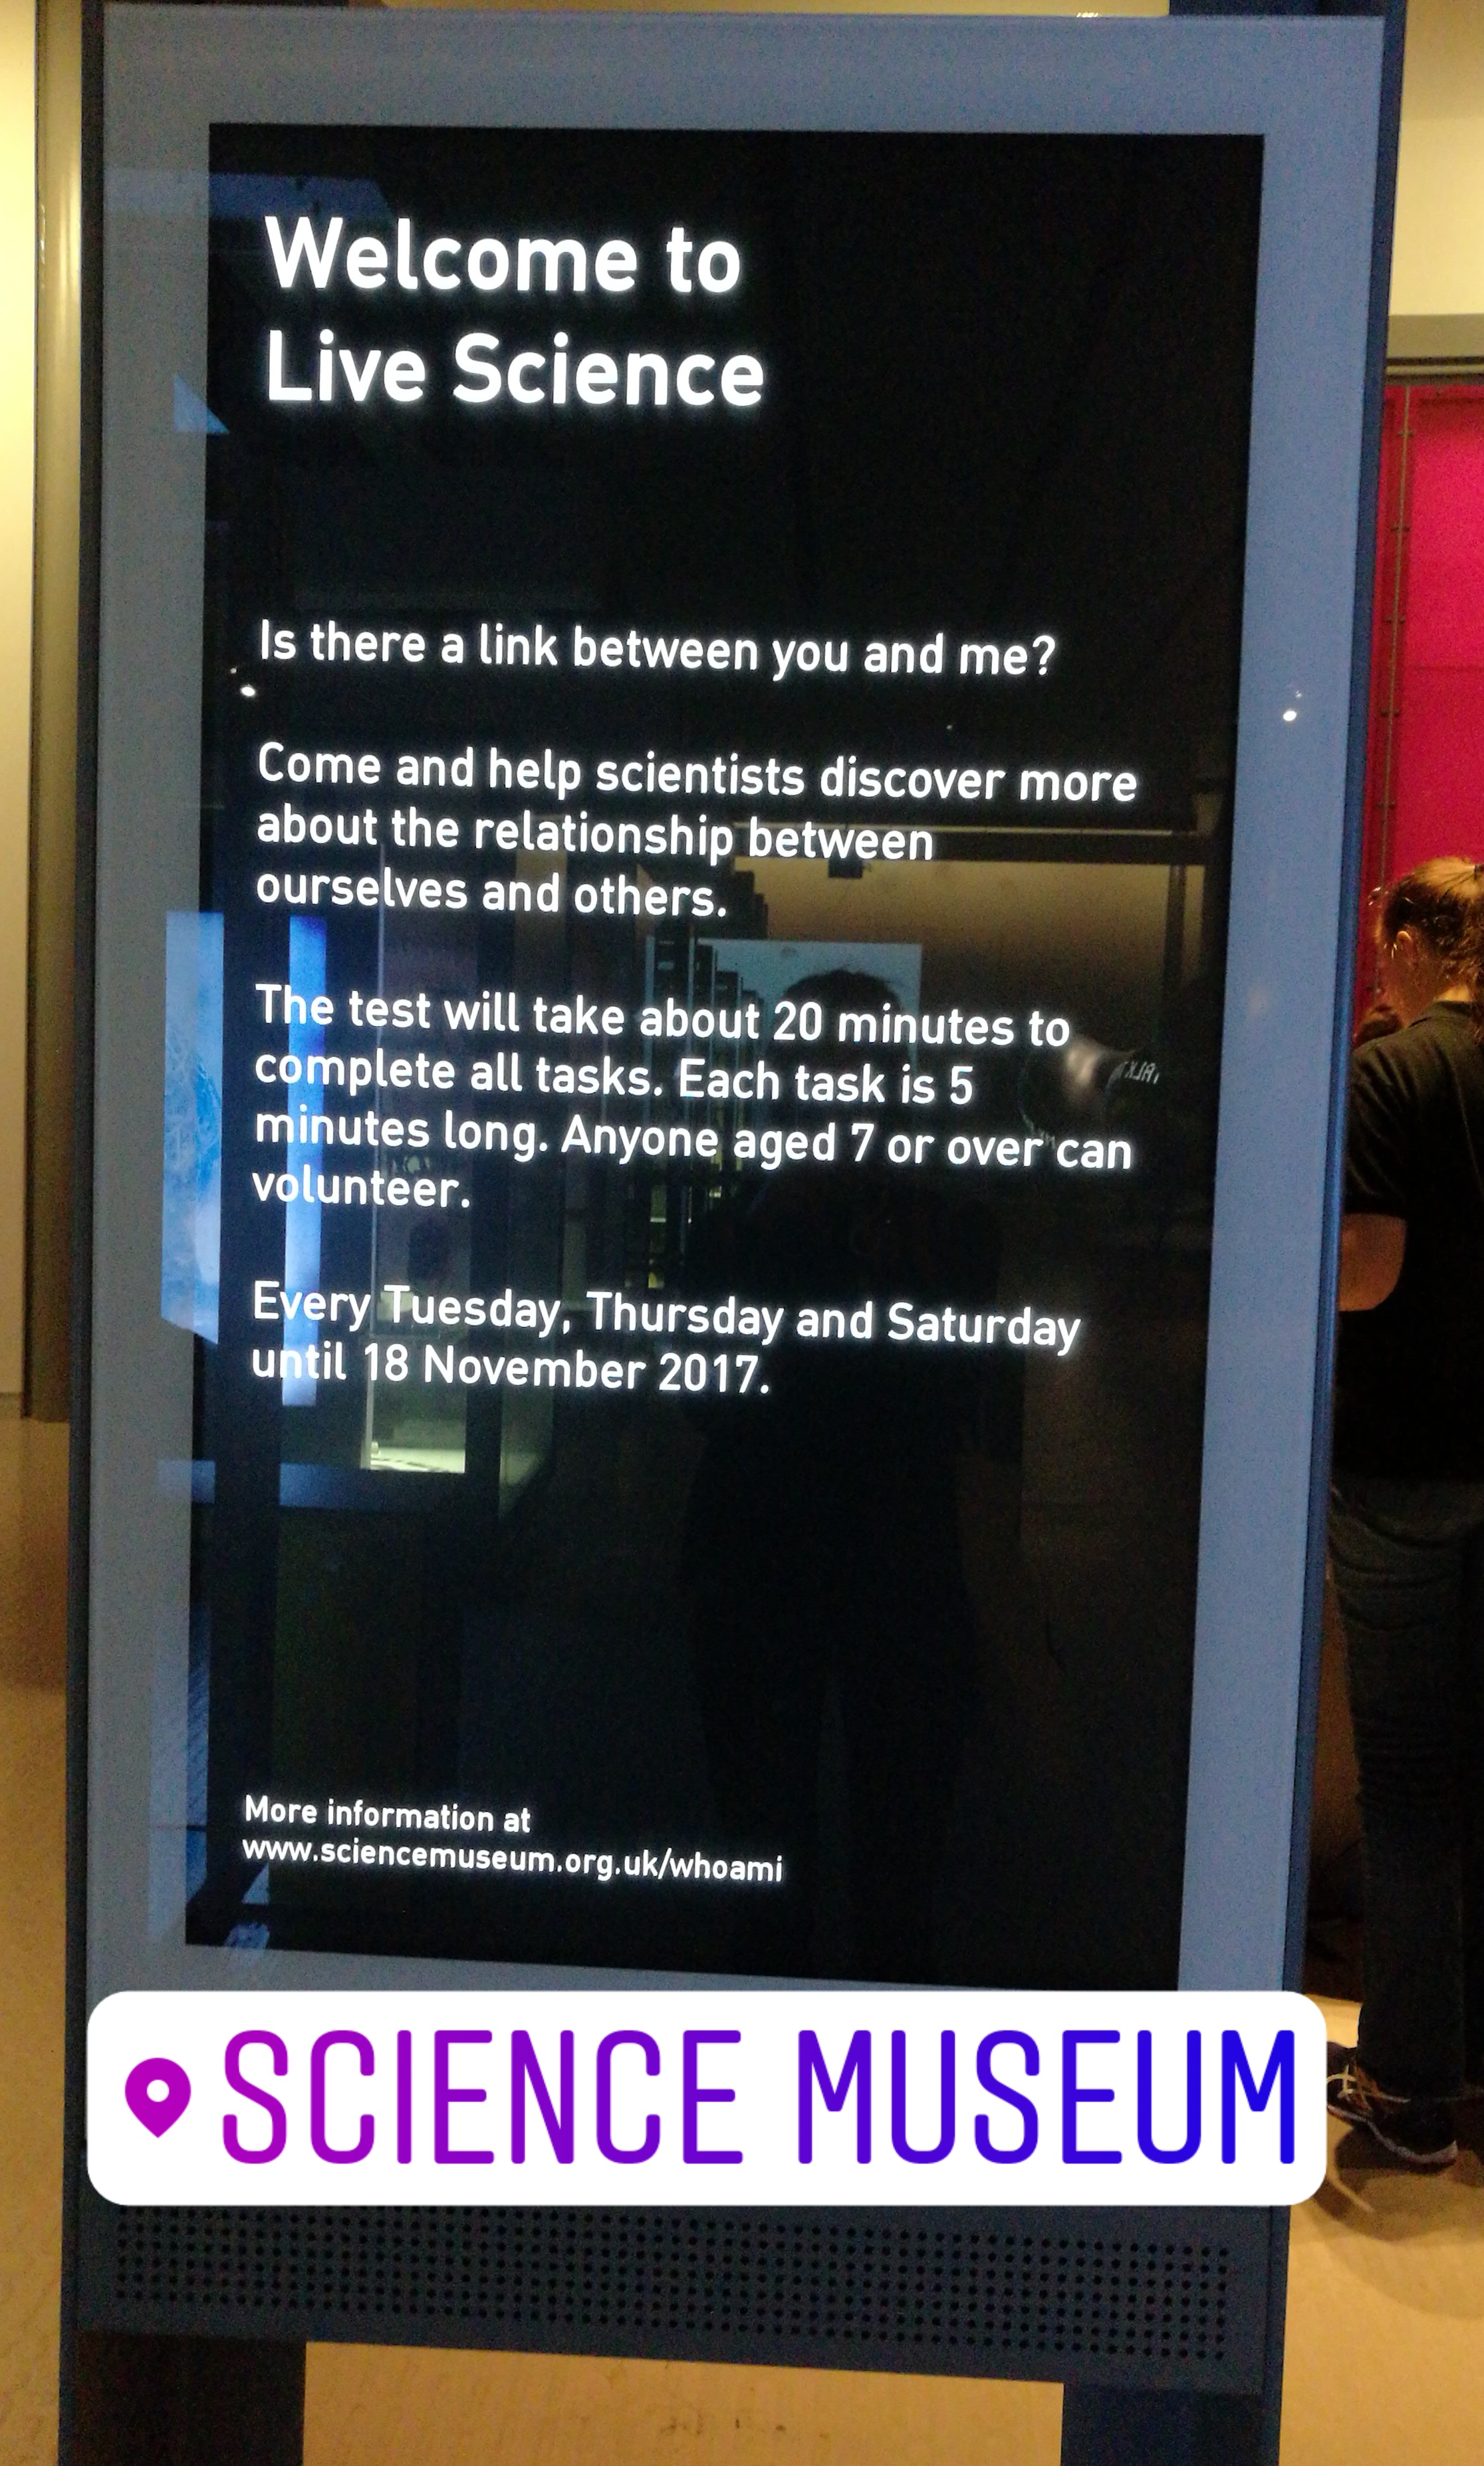 Welcome to
Live Science
Is there a link between you and me?
Come and help scientists discover more
about the relationship between
ourselves and others.
The test will take about 20 minutes to
complete all tasks. Each task is 5
minutes long. Anyone aged 7 or over can
volunteer.
Every Tuesday, Thursday and Saturday
until 18 November 2017.
More information at
www.sciencemuseum.org.uk/whoami
SCIENCE MUSEUM